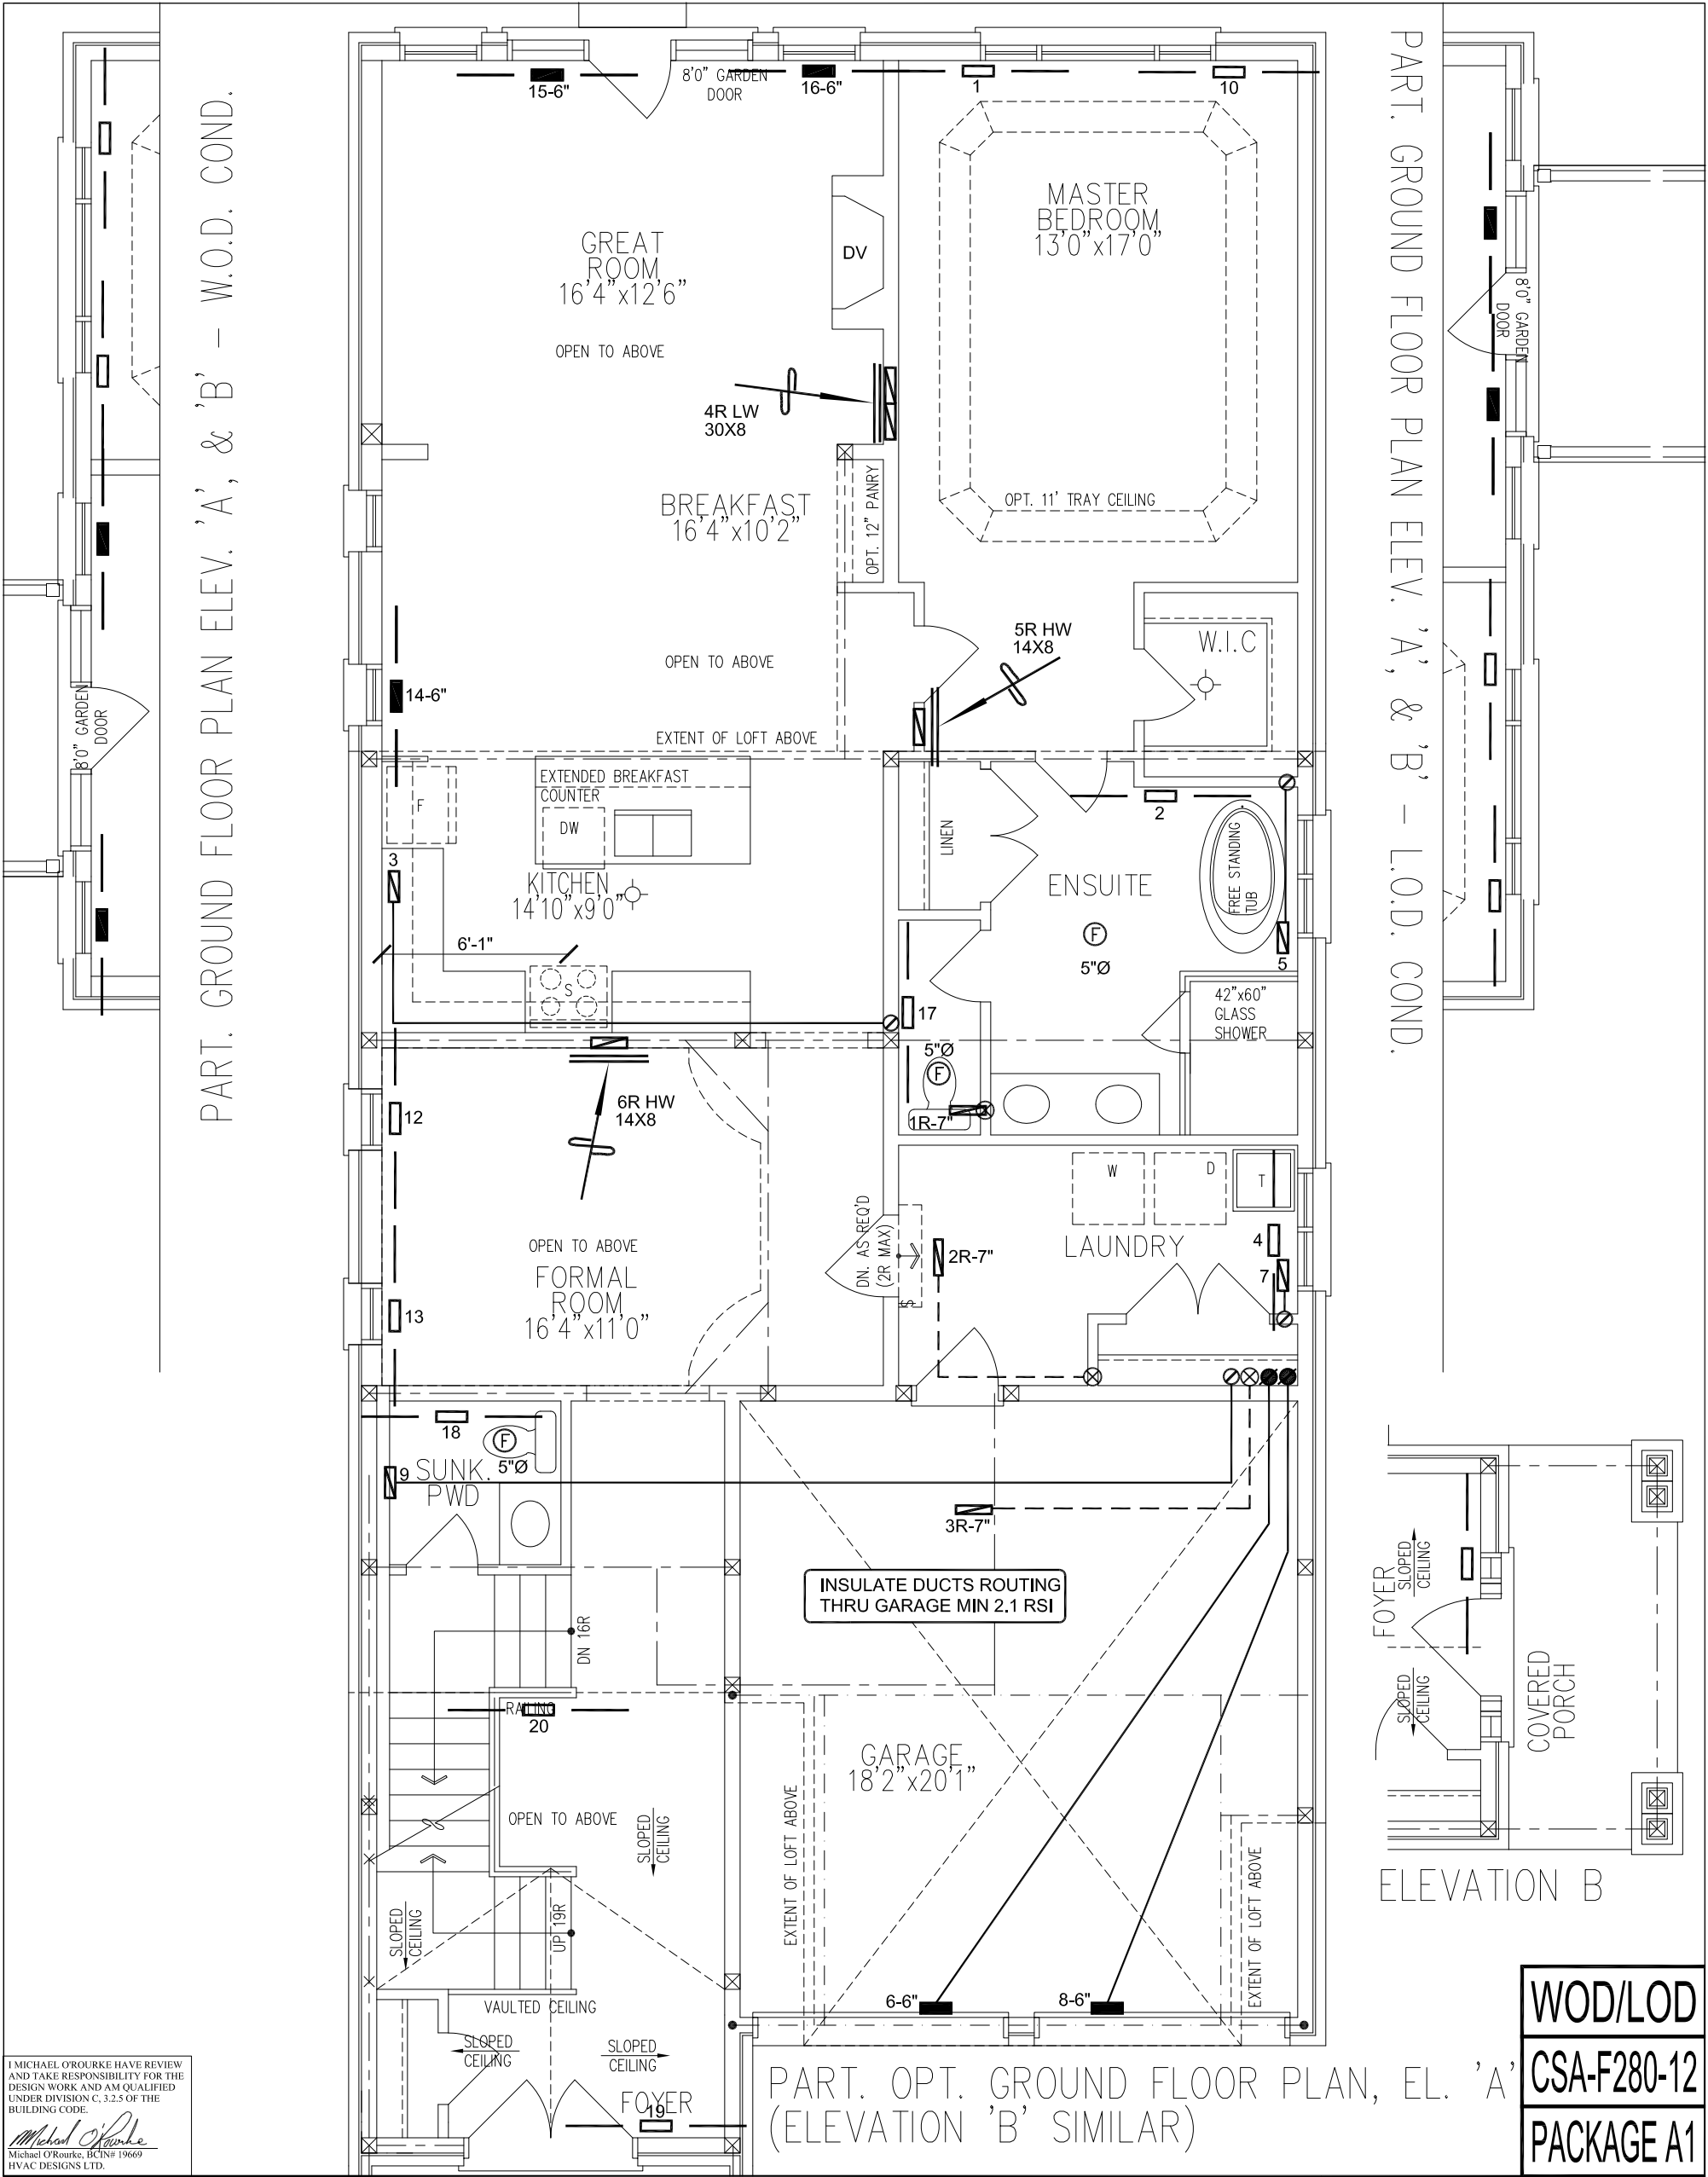 PART. GROUND FLOOR PLAN ELEV. 'A', & 'B' - W.O.D. COND.
8'0" GARDEN
DOOR
15-6"
8'0" GARDEN
DOOR
16-6"
1
10
GREAT
ROOM
16'4"x12'6"
OPEN TO ABOVE
DV
MASTER
BEDROOM
13'0"x17'0"
4R LW
30X8
OPT. 11' TRAY CEILING
BREAKFAST
16'4"x10'2"
OPT. 12" PANRY
5R HW
14X8
W.I.C
OPEN TO ABOVE
14-6"
EXTENT OF LOFT ABOVE
EXTENDED BREAKFAST
COUNTER
F
DW
2
LINEN
FREE STANDING
TUB
3
KITCHEN
14'10"x9'0"
ENSUITE
F
5"Ø
5
6'-1"
S
17
42"x60"
GLASS
SHOWER
5"Ø
F
1R-7"
6R HW
14X8
12
W
D
T
DN. AS REQ'D
(2R MAX)
2R-7"
LAUNDRY
4
7
OPEN TO ABOVE
FORMAL
ROOM
16'4"x11'0"
13
18
F
5"Ø
9
SUNK.
PWD
3R-7"
INSULATE DUCTS ROUTING
THRU GARAGE MIN 2.1 RSI
DN 16R
RAILING
20
GARAGE
18'2"x20'1"
OPEN TO ABOVE
SLOPED
CEILING
EXTENT OF LOFT ABOVE
EXTENT OF LOFT ABOVE
SLOPED
CEILING
UP 19R
6-6"
8-6"
VAULTED CEILING
SLOPED
CEILING
SLOPED
CEILING
FOYER
19
PART. GROUND FLOOR PLAN ELEV. 'A', & 'B' - L.O.D. COND.
8'0" GARDEN
DOOR
FOYER
SLOPED
CEILING
SLOPED
CEILING
COVERED
PORCH
ELEVATION B
PART. OPT. GROUND FLOOR PLAN, EL. 'A'
(ELEVATION 'B' SIMILAR)
WOD/LOD
CSA-F280-12
PACKAGE A1
I MICHAEL O'ROURKE HAVE REVIEW
AND TAKE RESPONSIBILITY FOR THE
DESIGN WORK AND AM QUALIFIED
UNDER DIVISION C, 3.2.5 OF THE
BUILDING CODE.
Michael O'Rourke
Michael O'Rourke, BCIN# 19669
HVAC DESIGNS LTD.